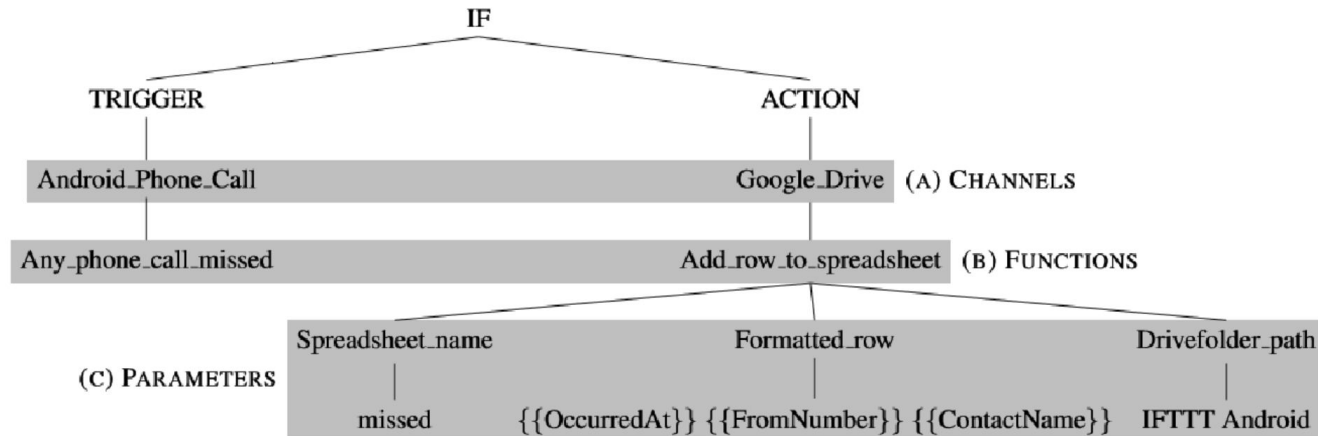 IF
TRIGGER ACTION
Android_Phone_Call Google_Drive (A) CHANNELS
Any_phone_call_missed Add_row_to_spreadsheet (B) FUNCTIONS
Spreadsheet_name Formatted_row Drivefolder_path
(C) PARAMETERS
missed {{OccurredAt}} {{FromNumber}} {{ContactName}} IFTTT Android